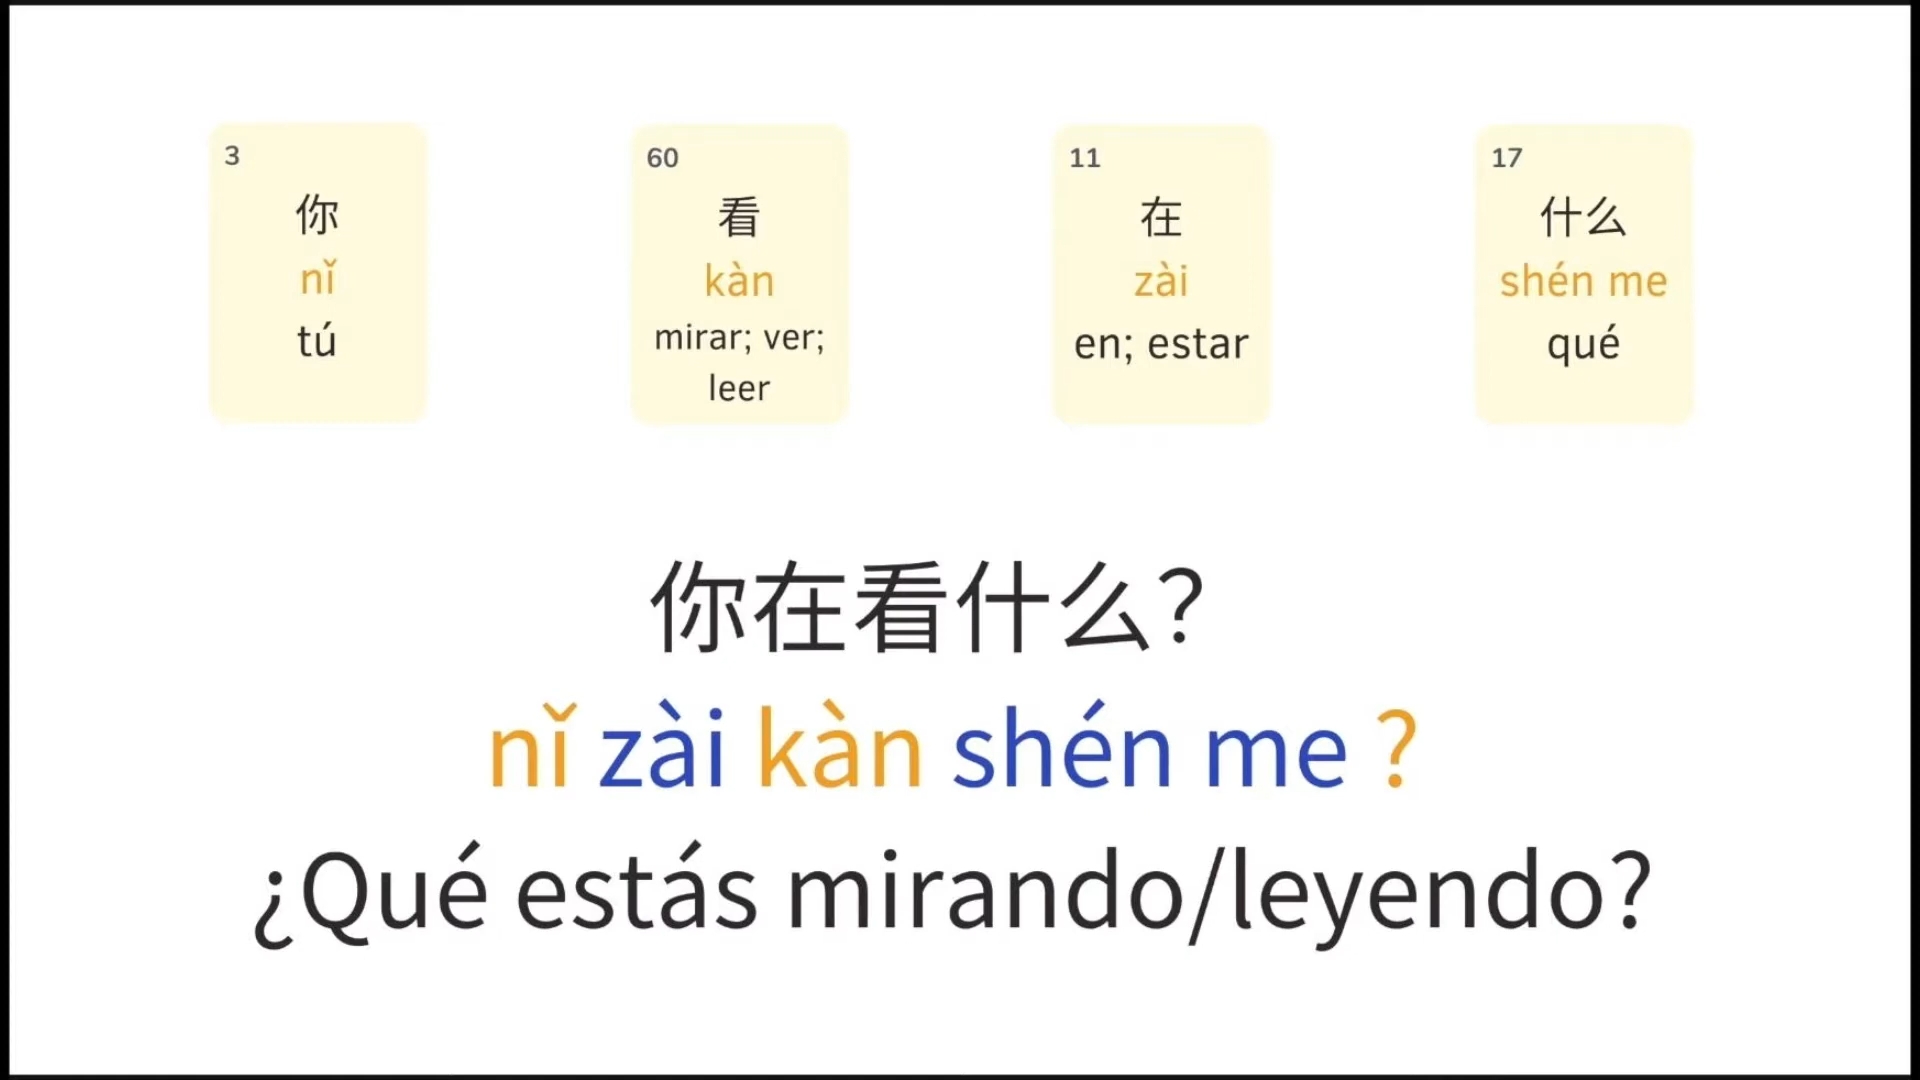 3
你
nǐ
tú
60
看
kàn
mirar; ver;
leer
11
在
zài
en; estar
17
什么
shén me
qué
你在看什么？
nǐ zài kàn shén me ?
¿Qué estás mirando/leyendo?